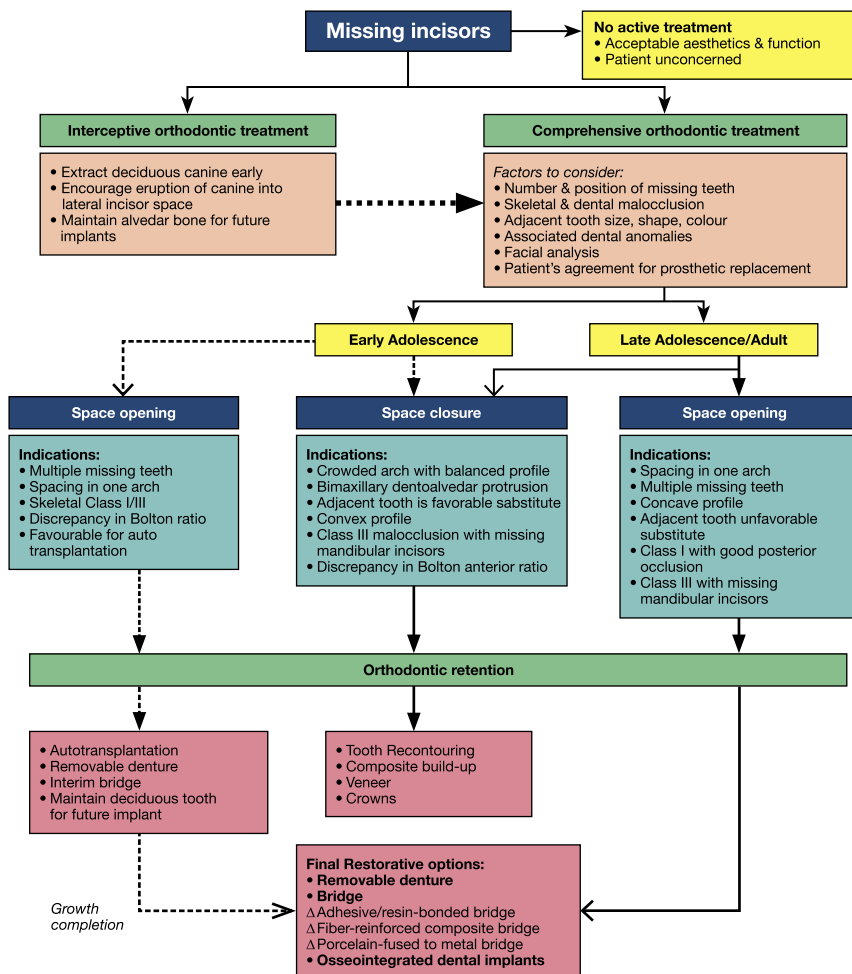 Missing incisors
No active treatment
• Acceptable aesthetics & function
• Patient unconcerned
Interceptive orthodontic treatment
• Extract deciduous canine early
• Encourage eruption of canine into
lateral incisor space
• Maintain alvedar bone for future
implants
Comprehensive orthodontic treatment
Factors to consider:
• Number & position of missing teeth
• Skeletal & dental malocclusion
• Adjacent tooth size, shape, colour
• Associated dental anomalies
• Facial analysis
• Patient's agreement for prosthetic replacement
Early Adolescence
Late Adolescence/Adult
Space opening
Indications:
• Multiple missing teeth
• Spacing in one arch
• Skeletal Class I/III
• Discrepancy in Bolton ratio
• Favourable for auto
transplantation
Space closure
Indications:
• Crowded arch with balanced profile
• Bimaxillary dentoalvedar protrusion
• Adjacent tooth is favorable substitute
• Convex profile
• Class III malocclusion with missing
mandibular incisors
• Discrepancy in Bolton anterior ratio
Space opening
Indications:
• Spacing in one arch
• Multiple missing teeth
• Concave profile
• Adjacent tooth unfavorable
substitute
• Class I with good posterior
occlusion
• Class III with missing
mandibular incisors
Orthodontic retention
• Autotransplantation
• Removable denture
• Interim bridge
• Maintain deciduous tooth
for future implant
• Tooth Recontouring
• Composite build-up
• Veneer
• Crowns
Growth
completion
Final Restorative options:
• Removable denture
• Bridge
Δ Adhesive/resin-bonded bridge
Δ Fiber-reinforced composite bridge
Δ Porcelain-fused to metal bridge
• Osseointegrated dental implants